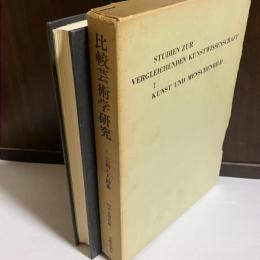 STUDIEN ZUR
VERGLEICHENDEN KUNSTWISSENSCHAFT
I
KUNST UND MENSCHENBILD
比較芸術学研究